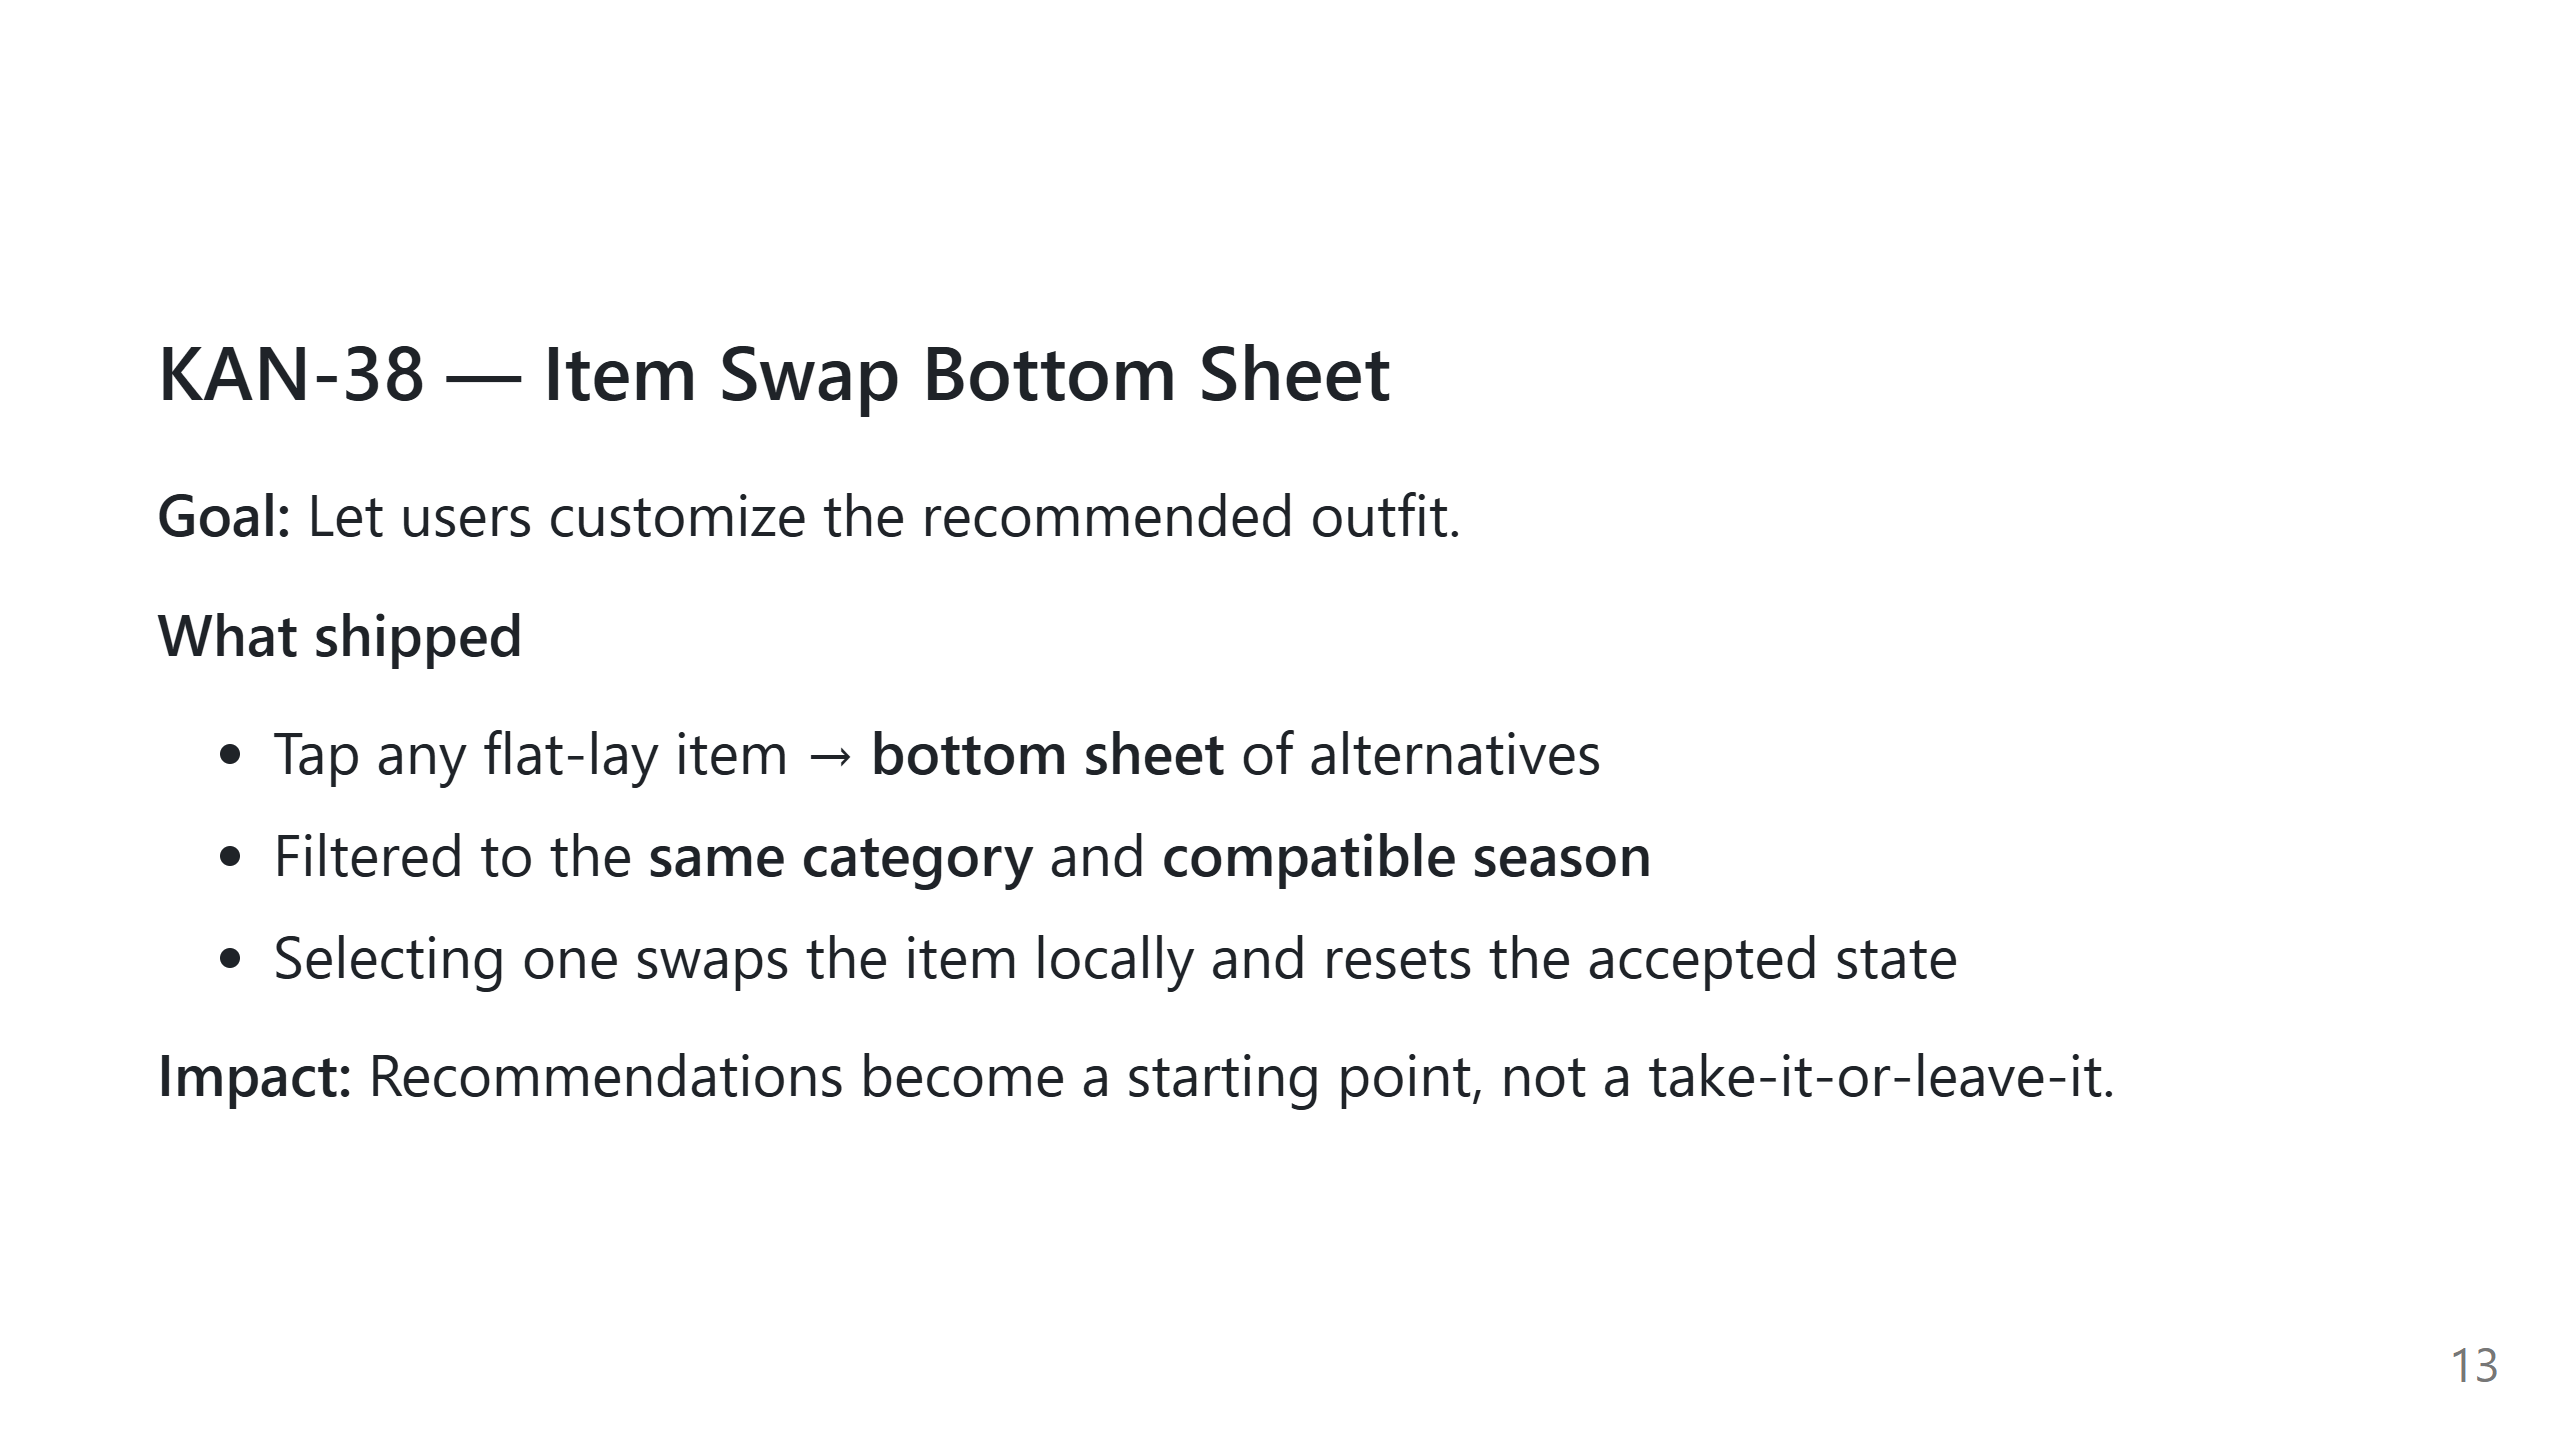 KAN-38 — Item Swap Bottom Sheet
Goal: Let users customize the recommended outfit.
What shipped
• Tap any flat-lay item → bottom sheet of alternatives
• Filtered to the same category and compatible season
• Selecting one swaps the item locally and resets the accepted state
Impact: Recommendations become a starting point, not a take-it-or-leave-it.
13